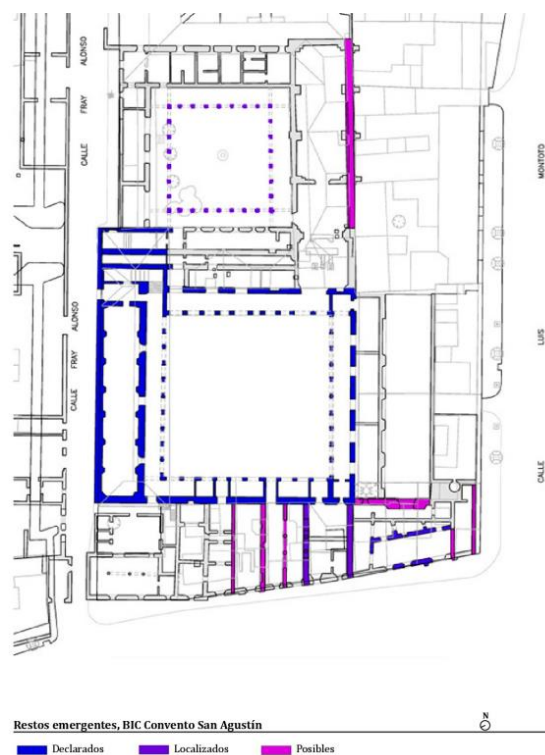 ALONSO
FRAY
CALLE
MONTOTO
ALONSO
FRAY
CALLE
LUIS
CALLE
Restos emergentes, BIC Convento San Agustín
N
Declarados
Localizados
Posibles